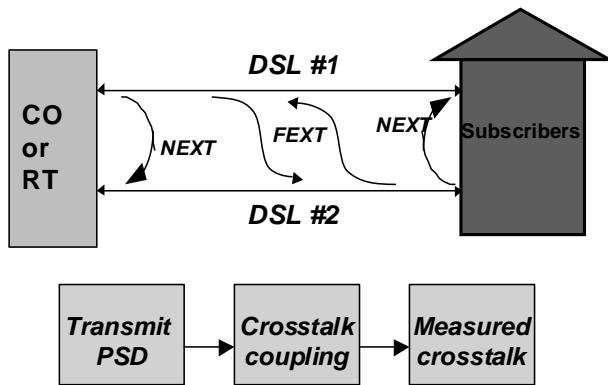 DSL #1
CO
or
RT
NEXT
FEXT
NEXT
Subscribers
DSL #2
Transmit
PSD
Crosstalk
coupling
Measured
crosstalk